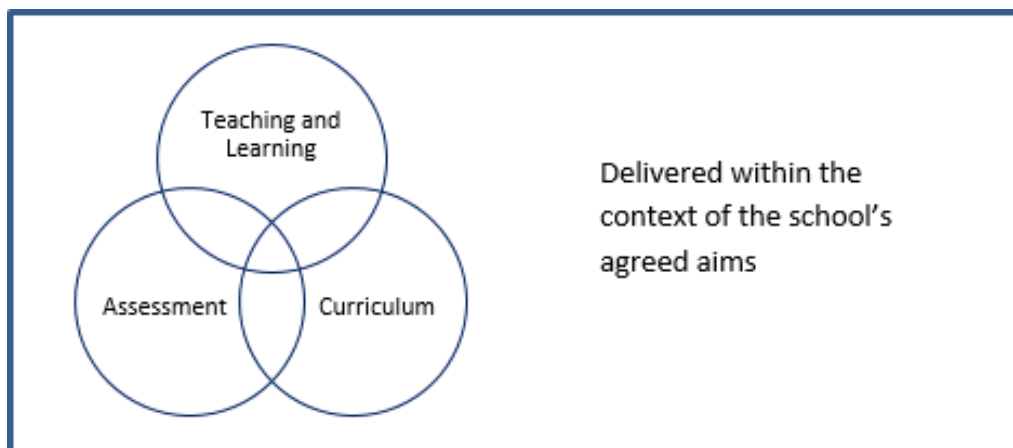 Teaching and
Learning
Assessment
Curriculum
Delivered within the
context of the school’s
agreed aims